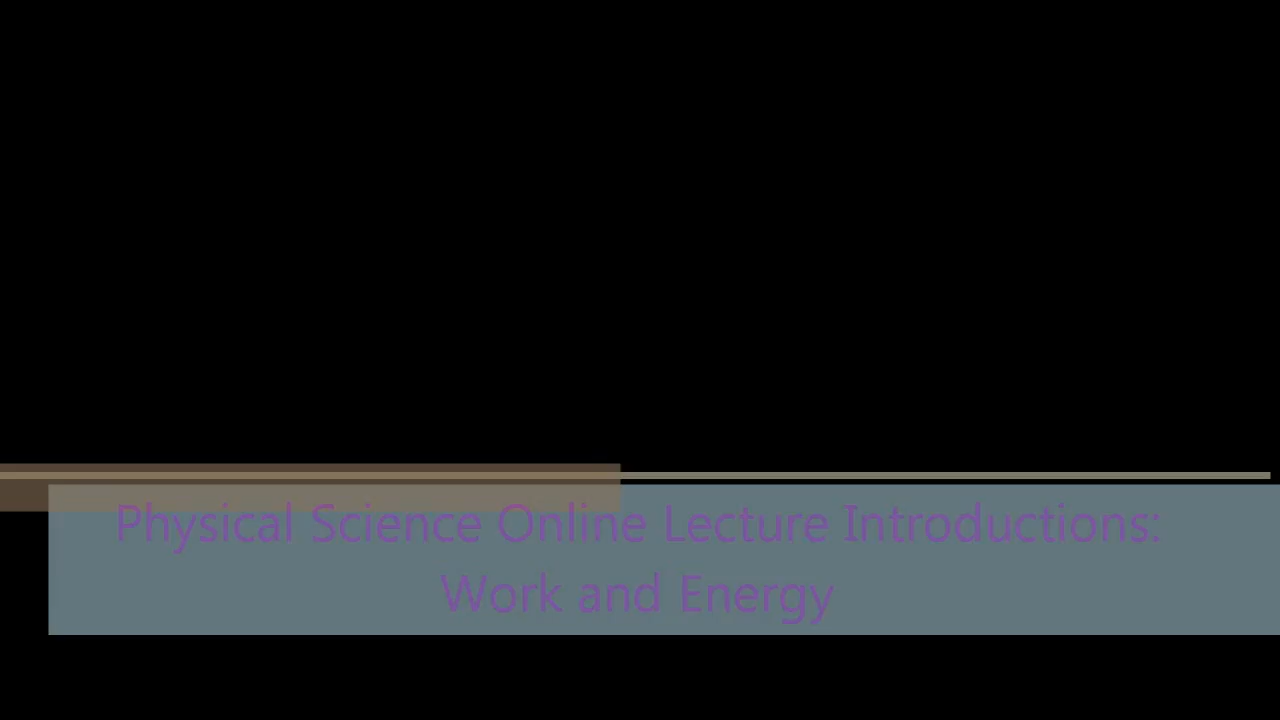 Physical Science Online Lecture Introductions:
Work and Energy